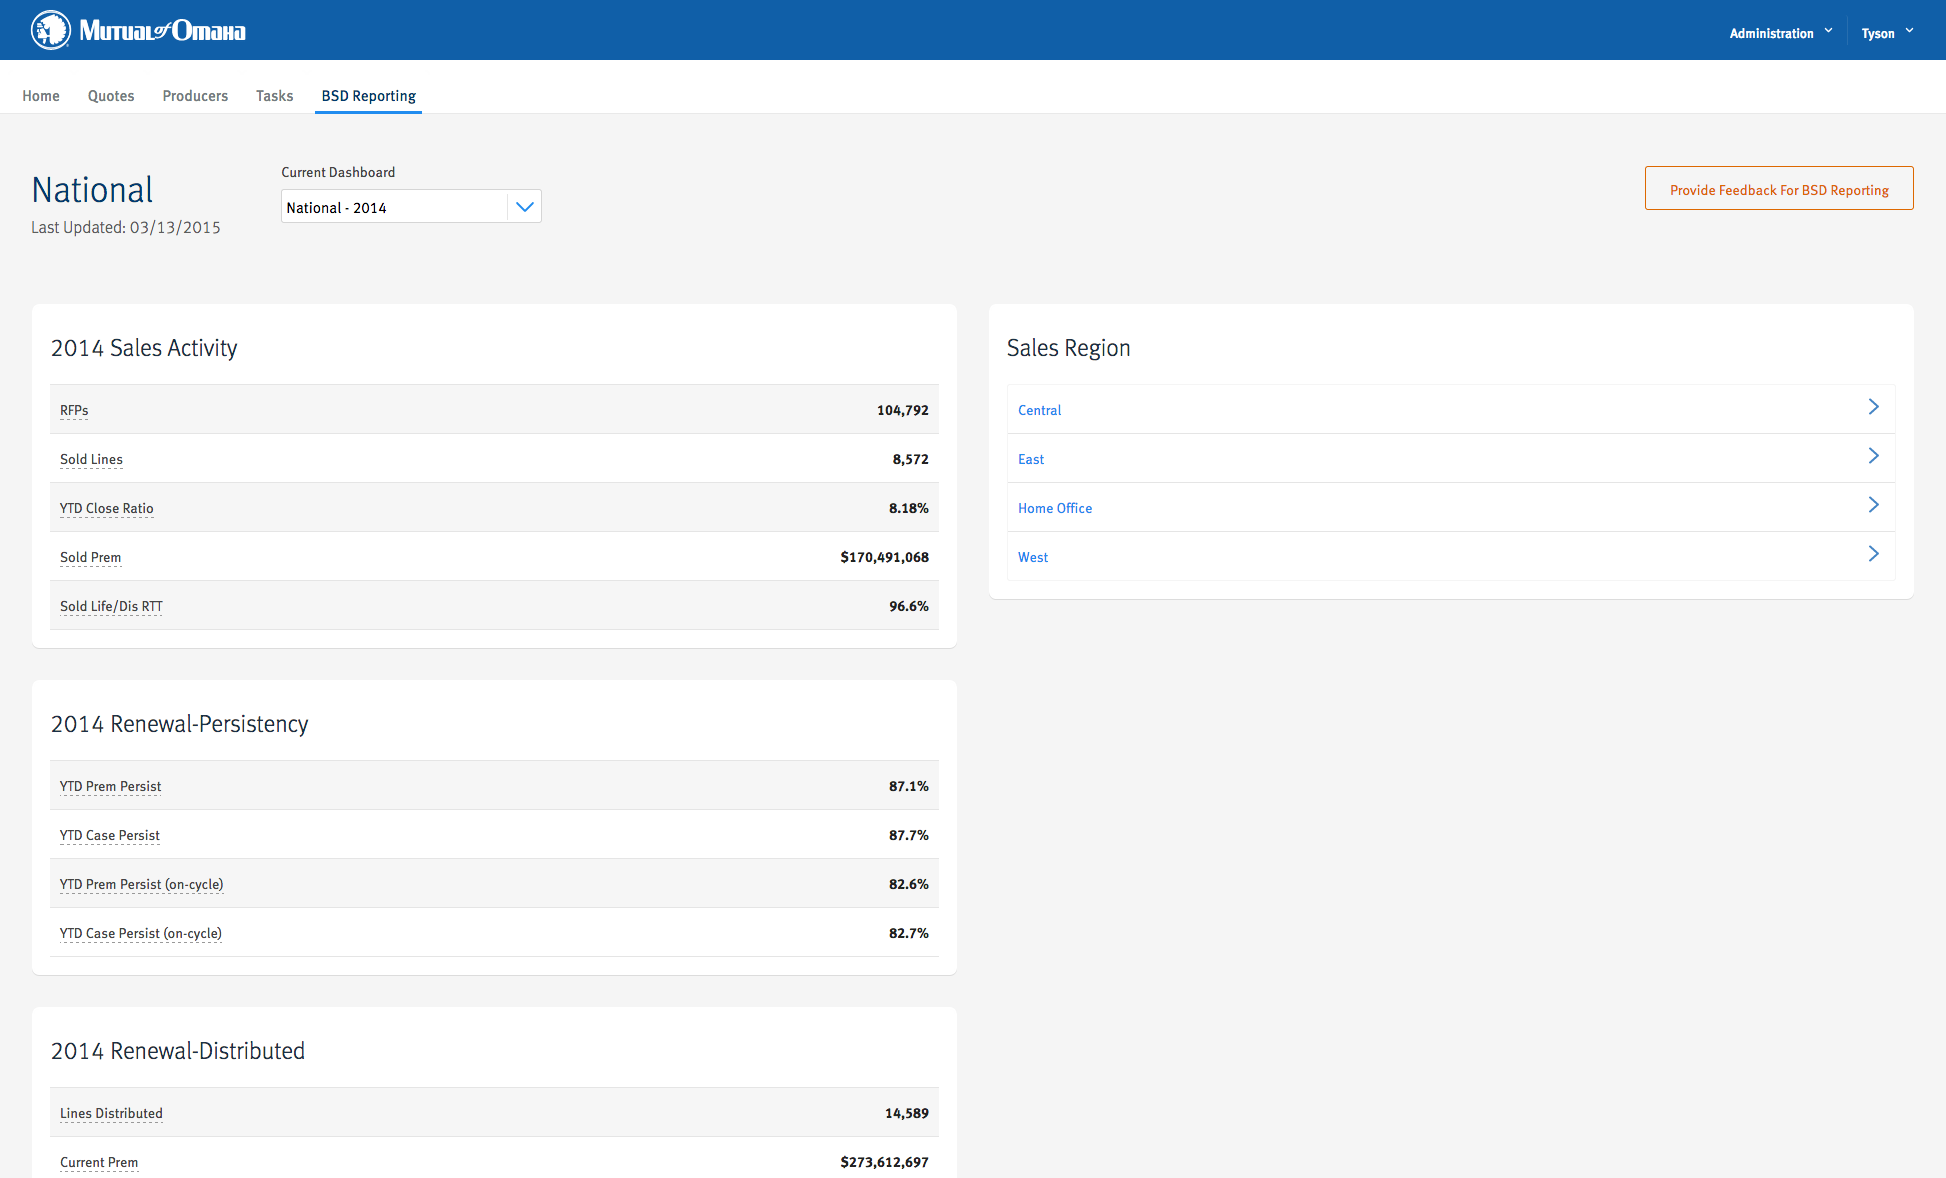 Mutual of Omaha
Administration
Tyson
Home
Quotes
Producers
Tasks
BSD Reporting
National
Last Updated: 03/13/2015
Current Dashboard
National - 2014
Provide Feedback For BSD Reporting
2014 Sales Activity
RFPs 104,792
Sold Lines 8,572
YTD Close Ratio 8.18%
Sold Prem $170,491,068
Sold Life/Dis RTT 96.6%
Sales Region
Central
East
Home Office
West
2014 Renewal-Persistency
YTD Prem Persist 87.1%
YTD Case Persist 87.7%
YTD Prem Persist (on-cycle) 82.6%
YTD Case Persist (on-cycle) 82.7%
2014 Renewal-Distributed
Lines Distributed 14,589
Current Prem $273,612,697